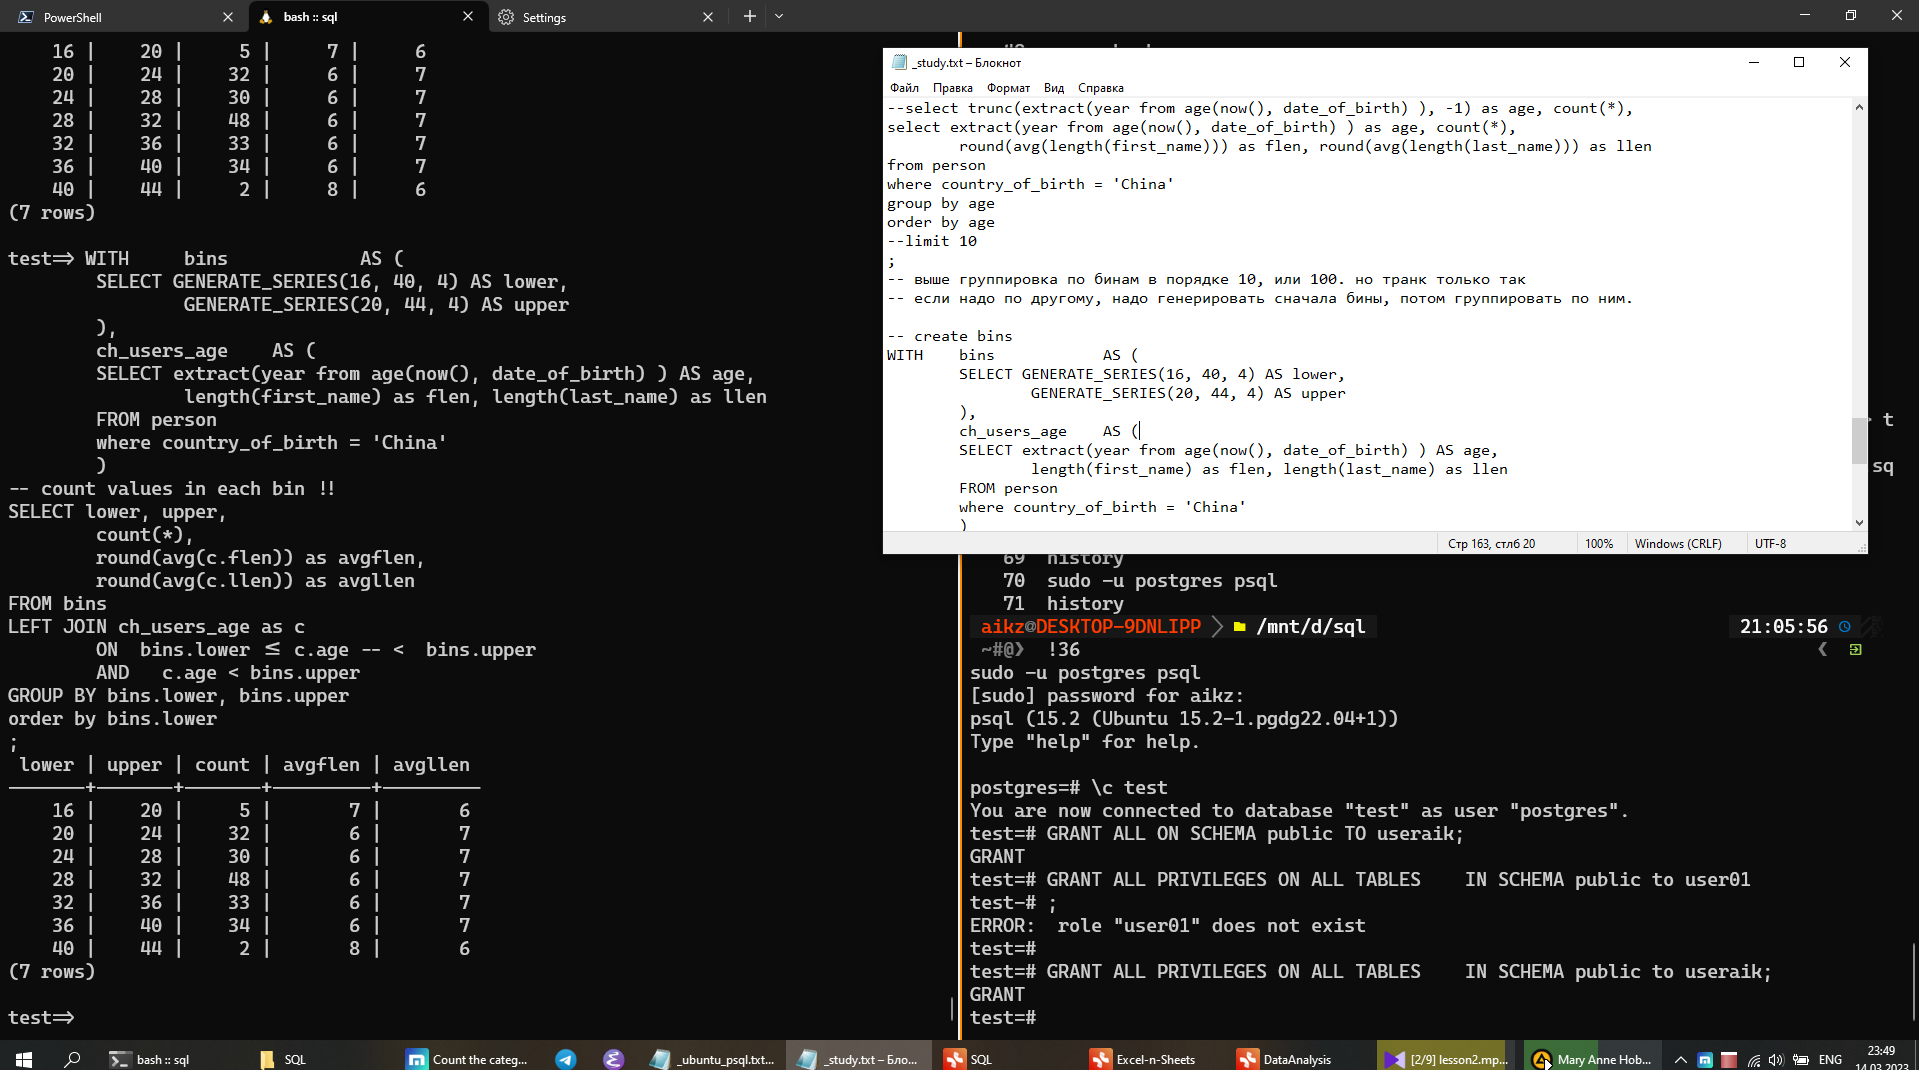 PowerShell
bash :: sql
Settings
16 | 20 | 5 | 7 | 6
20 | 24 | 32 | 6 | 7
24 | 28 | 30 | 6 | 7
28 | 32 | 48 | 6 | 7
32 | 36 | 33 | 6 | 7
36 | 40 | 34 | 6 | 7
40 | 44 | 2 | 8 | 6
(7 rows)
test=> WITH bins AS (
SELECT GENERATE_SERIES(16, 40, 4) AS lower,
GENERATE_SERIES(20, 44, 4) AS upper
),
ch_users_age AS (
SELECT extract(year from age(now(), date_of_birth) ) AS age,
length(first_name) as flen, length(last_name) as llen
FROM person
where country_of_birth = 'China'
)
-- count values in each bin !!
SELECT lower, upper,
count(*),
round(avg(c.flen)) as avgflen,
round(avg(c.llen)) as avgllen
FROM bins
LEFT JOIN ch_users_age as c
ON bins.lower <= c.age -- < bins.upper
AND c.age < bins.upper
GROUP BY bins.lower, bins.upper
order by bins.lower
;
lower | upper | count | avgflen | avgllen
-------+-------+-------+---------+---------
16 | 20 | 5 | 7 | 6
20 | 24 | 32 | 6 | 7
24 | 28 | 30 | 6 | 7
28 | 32 | 48 | 6 | 7
32 | 36 | 33 | 6 | 7
36 | 40 | 34 | 6 | 7
40 | 44 | 2 | 8 | 6
(7 rows)
test=>
_study.txt – Блокнот
Файл Правка Формат Вид Справка
--select trunc(extract(year from age(now(), date_of_birth) ), -1) as age, count(*),
select extract(year from age(now(), date_of_birth) ) as age, count(*),
round(avg(length(first_name))) as flen, round(avg(length(last_name))) as llen
from person
where country_of_birth = 'China'
group by age
order by age
--limit 10
;
-- выше группировка по бинам в порядке 10, или 100. но транк только так
-- если надо по другому, надо генерировать сначала бины, потом группировать по ним.
-- create bins
WITH bins AS (
SELECT GENERATE_SERIES(16, 40, 4) AS lower,
GENERATE_SERIES(20, 44, 4) AS upper
),
ch_users_age AS (
SELECT extract(year from age(now(), date_of_birth) ) AS age,
length(first_name) as flen, length(last_name) as llen
FROM person
where country_of_birth = 'China'
)
Стр 163, стлб 20 100% Windows (CRLF) UTF-8
t
sq
69 history
70 sudo -u postgres psql
71 history
aikz@DESKTOP-9DNLIPP /mnt/d/sql 21:05:56
~#@❯ !36
sudo -u postgres psql
[sudo] password for aikz:
psql (15.2 (Ubuntu 15.2-1.pgdg22.04+1))
Type "help" for help.
postgres=# \c test
You are now connected to database "test" as user "postgres".
test=# GRANT ALL ON SCHEMA public TO useraik;
GRANT
test=# GRANT ALL PRIVILEGES ON ALL TABLES IN SCHEMA public to user01
test-# ;
ERROR: role "user01" does not exist
test=#
test=# GRANT ALL PRIVILEGES ON ALL TABLES IN SCHEMA public to useraik;
GRANT
test=#
bash :: sql
SQL
Count the categ...
_ubuntu_psql.txt...
_study.txt – Бло...
SQL
Excel-n-Sheets
DataAnalysis
[2/9] lesson2.mp...
Mary Anne Hob...
ENG
23:49
14.03.2023